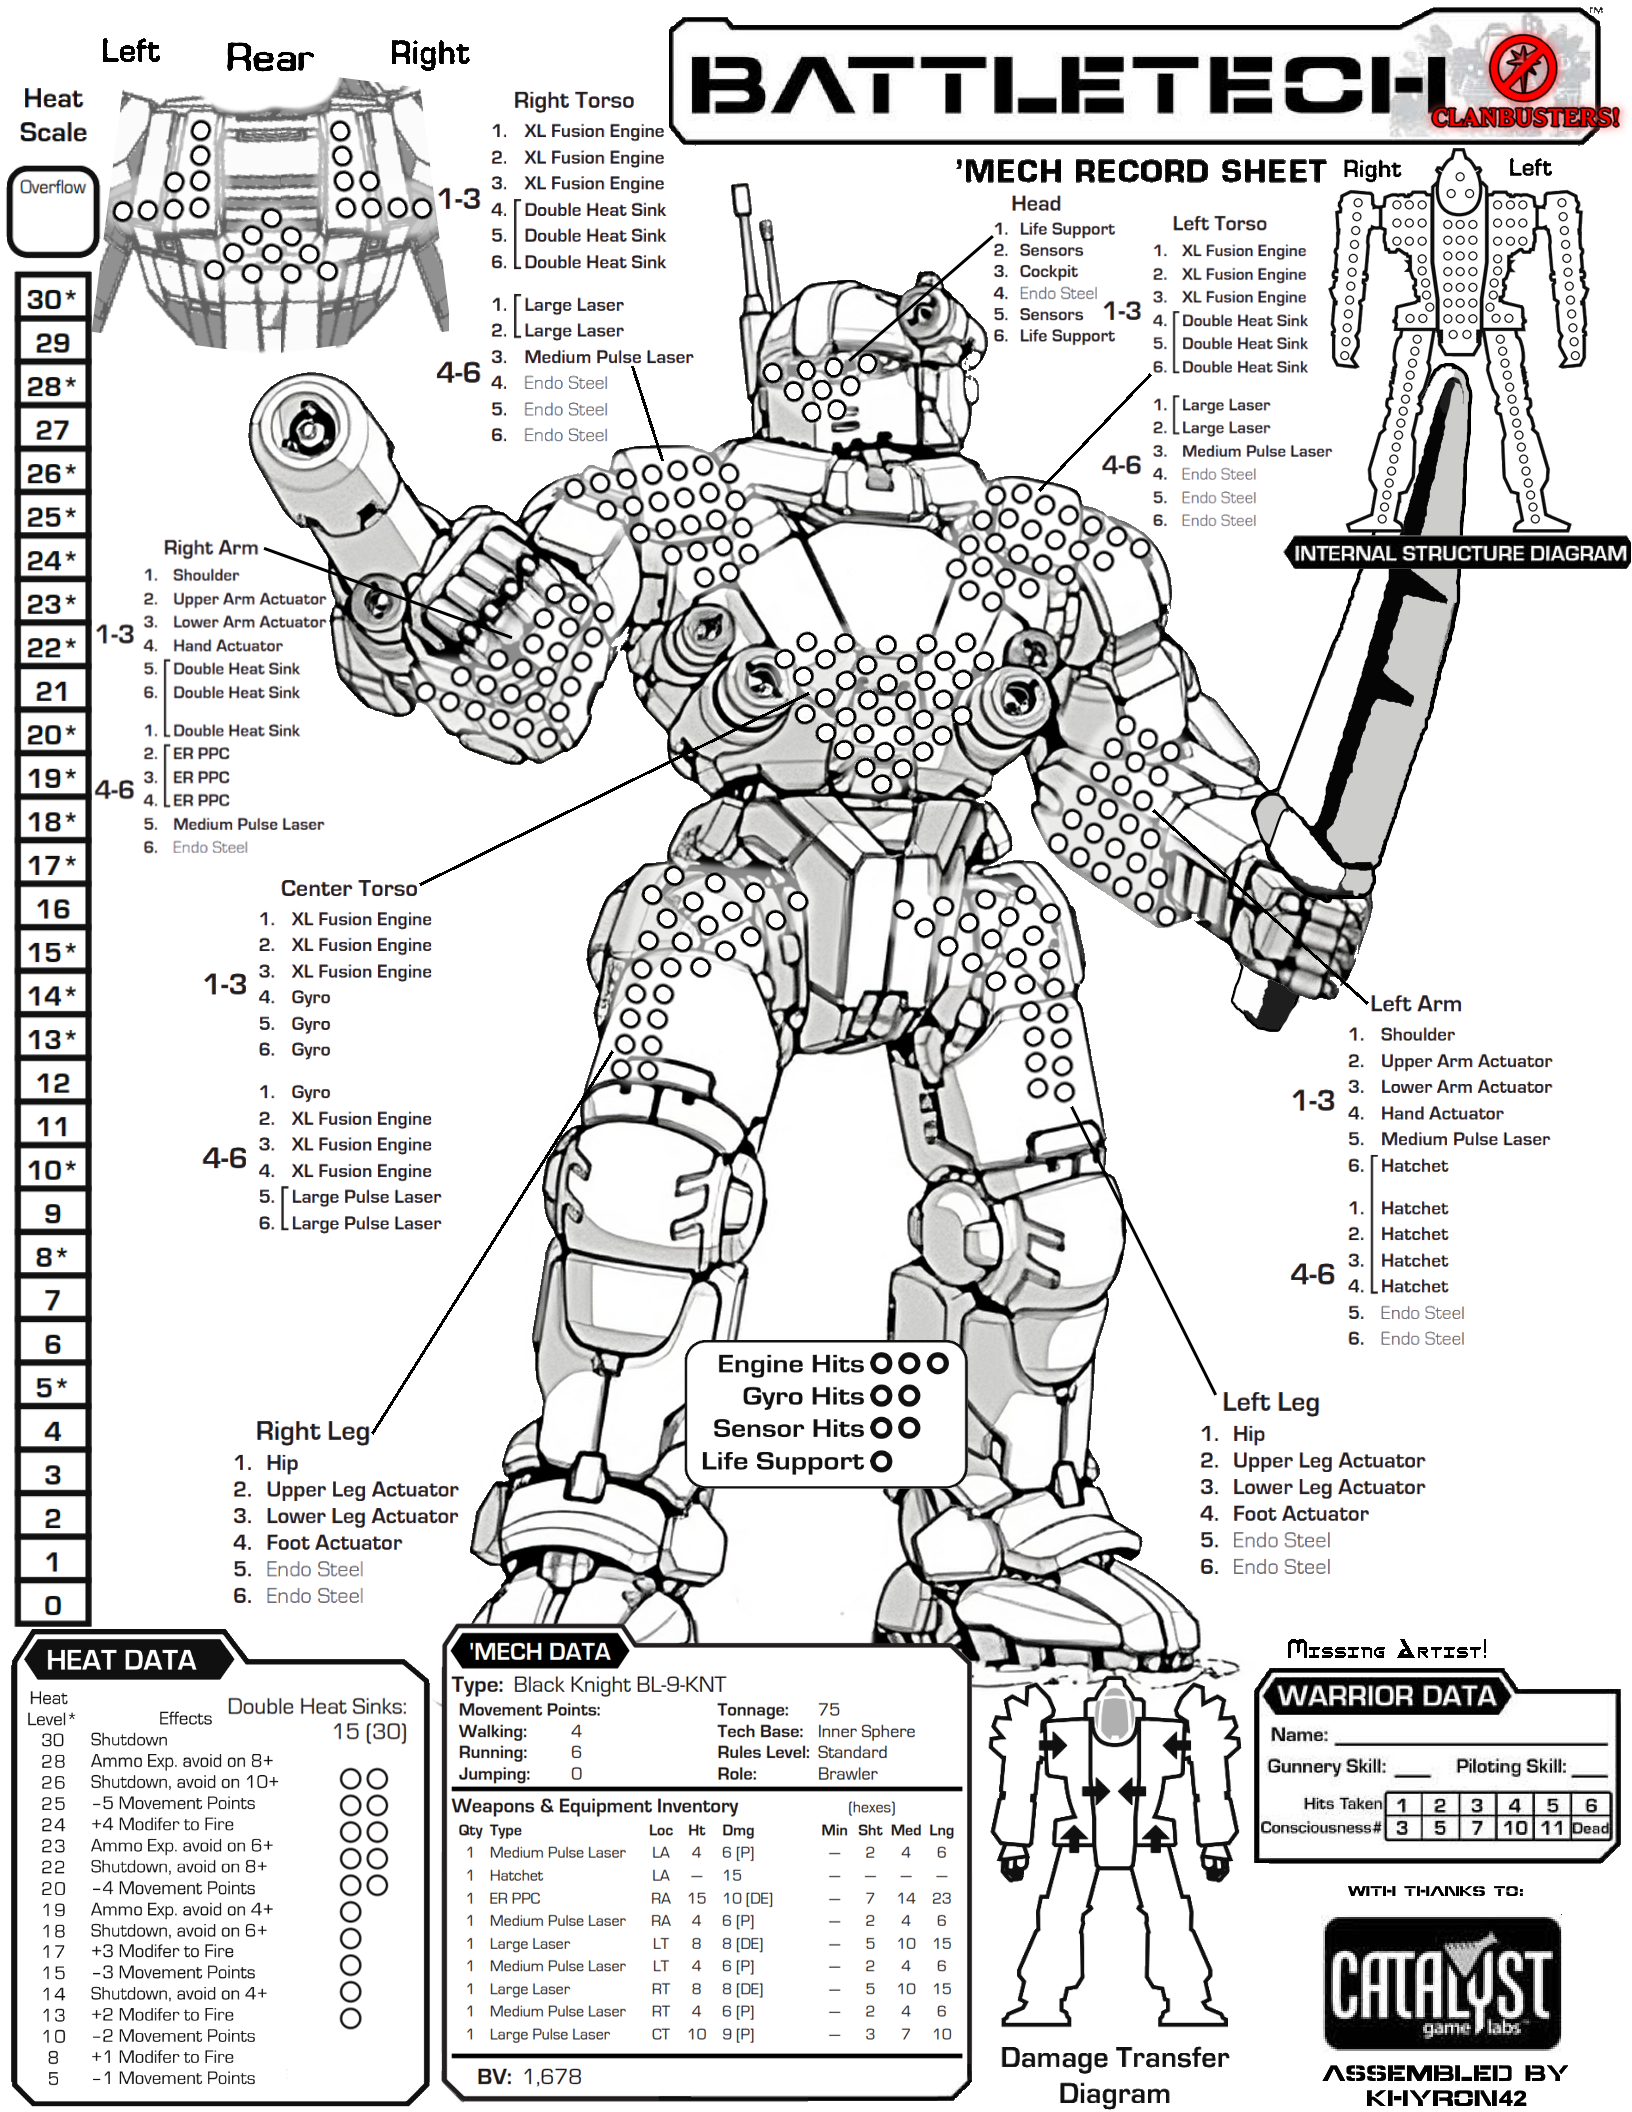 Left Rear Right
Heat
Scale
Overflow
30*
29
28*
27
26*
25*
24*
23*
22*
21
20*
19*
18*
17*
16
15*
14*
13*
12
11
10*
9
8*
7
6
5*
4
3
2
1
0
BATTLETECH
TM
CLANBUSTERS!
'MECH RECORD SHEET
Right Torso
1-3
1. XL Fusion Engine
2. XL Fusion Engine
3. XL Fusion Engine
4. Double Heat Sink
5. Double Heat Sink
6. Double Heat Sink
4-6
1. Large Laser
2. Large Laser
3. Medium Pulse Laser
4. Endo Steel
5. Endo Steel
6. Endo Steel
Head
1. Life Support
2. Sensors
3. Cockpit
4. Endo Steel
5. Sensors
6. Life Support
Left Torso
1-3
1. XL Fusion Engine
2. XL Fusion Engine
3. XL Fusion Engine
4. Double Heat Sink
5. Double Heat Sink
6. Double Heat Sink
4-6
1. Large Laser
2. Large Laser
3. Medium Pulse Laser
4. Endo Steel
5. Endo Steel
6. Endo Steel
Right Left
INTERNAL STRUCTURE DIAGRAM
Right Arm
1-3
1. Shoulder
2. Upper Arm Actuator
3. Lower Arm Actuator
4. Hand Actuator
5. Double Heat Sink
6. Double Heat Sink
4-6
1. Double Heat Sink
2. ER PPC
3. ER PPC
4. ER PPC
5. Medium Pulse Laser
6. Endo Steel
Center Torso
1-3
1. XL Fusion Engine
2. XL Fusion Engine
3. XL Fusion Engine
4. Gyro
5. Gyro
6. Gyro
4-6
1. Gyro
2. XL Fusion Engine
3. XL Fusion Engine
4. XL Fusion Engine
5. Large Pulse Laser
6. Large Pulse Laser
Left Arm
1-3
1. Shoulder
2. Upper Arm Actuator
3. Lower Arm Actuator
4. Hand Actuator
5. Medium Pulse Laser
6. Hatchet
4-6
1. Hatchet
2. Hatchet
3. Hatchet
4. Hatchet
5. Endo Steel
6. Endo Steel
Engine Hits
Gyro Hits
Sensor Hits
Life Support
Right Leg
1. Hip
2. Upper Leg Actuator
3. Lower Leg Actuator
4. Foot Actuator
5. Endo Steel
6. Endo Steel
Left Leg
1. Hip
2. Upper Leg Actuator
3. Lower Leg Actuator
4. Foot Actuator
5. Endo Steel
6. Endo Steel
HEAT DATA
Heat
Level* Effects
Double Heat Sinks:
15 (30)
30 Shutdown
28 Ammo Exp. avoid on 8+
26 Shutdown, avoid on 10+
25 -5 Movement Points
24 +4 Modifer to Fire
23 Ammo Exp. avoid on 6+
22 Shutdown, avoid on 8+
20 -4 Movement Points
19 Ammo Exp. avoid on 4+
18 Shutdown, avoid on 6+
17 +3 Modifer to Fire
15 -3 Movement Points
14 Shutdown, avoid on 4+
13 +2 Modifer to Fire
10 -2 Movement Points
8 +1 Modifer to Fire
5 -1 Movement Points
'MECH DATA
Type: Black Knight BL-9-KNT
Movement Points: Tonnage: 75
Walking: 4 Tech Base: Inner Sphere
Running: 6 Rules Level: Standard
Jumping: 0 Role: Brawler
Weapons & Equipment Inventory (hexes)
Qty Type Loc Ht Dmg Min Sht Med Lng
1 Medium Pulse Laser LA 4 6 [P] — 2 4 6
1 Hatchet LA — 15 — — — —
1 ER PPC RA 15 10 [DE] — 7 14 23
1 Medium Pulse Laser RA 4 6 [P] — 2 4 6
1 Large Laser LT 8 8 [DE] — 5 10 15
1 Medium Pulse Laser LT 4 6 [P] — 2 4 6
1 Large Laser RT 8 8 [DE] — 5 10 15
1 Medium Pulse Laser RT 4 6 [P] — 2 4 6
1 Large Pulse Laser CT 10 9 [P] — 3 7 10
BV: 1,678
Damage Transfer
Diagram
Missing Artist!
WARRIOR DATA
Name:
Gunnery Skill: Piloting Skill:
Hits Taken 1 2 3 4 5 6
Consciousness# 3 5 7 10 11 Dead
WITH THANKS TO:
CATALYST
game labs
ASSEMBLED BY
KHYRON42